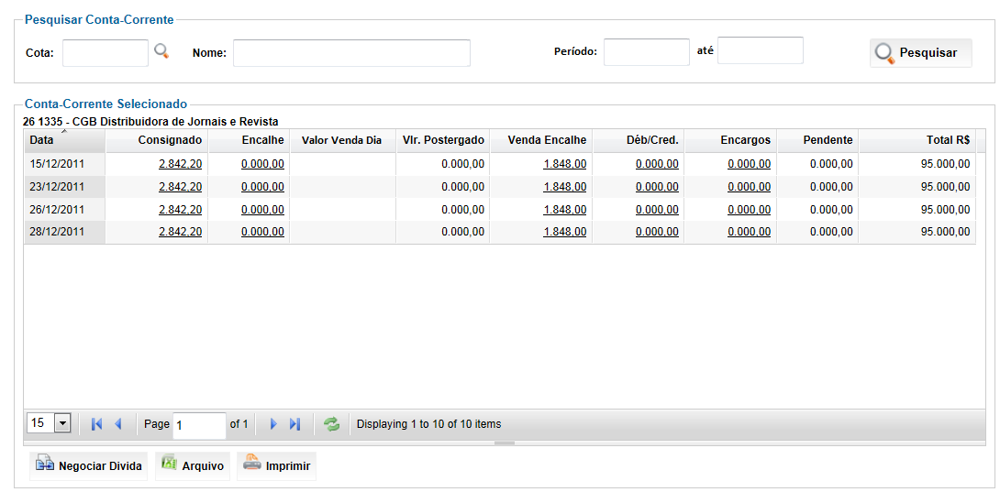 Pesquisar Conta-Corrente
Cota: Nome: Período: até Pesquisar
Conta-Corrente Selecionado
26 1335 - CGB Distribuidora de Jornais e Revista
Data Consignado Encalhe Valor Venda Dia Vlr. Postergado Venda Encalhe Déb/Cred. Encargos Pendente Total R$
15/12/2011 2.842,20 0.000,00 0.000,00 1.848,00 0.000,00 0.000,00 0.000,00 95.000,00
23/12/2011 2.842,20 0.000,00 0.000,00 1.848,00 0.000,00 0.000,00 0.000,00 95.000,00
26/12/2011 2.842,20 0.000,00 0.000,00 1.848,00 0.000,00 0.000,00 0.000,00 95.000,00
28/12/2011 2.842,20 0.000,00 0.000,00 1.848,00 0.000,00 0.000,00 0.000,00 95.000,00
15 Page 1 of 1 Displaying 1 to 10 of 10 items
Negociar Divida Arquivo Imprimir